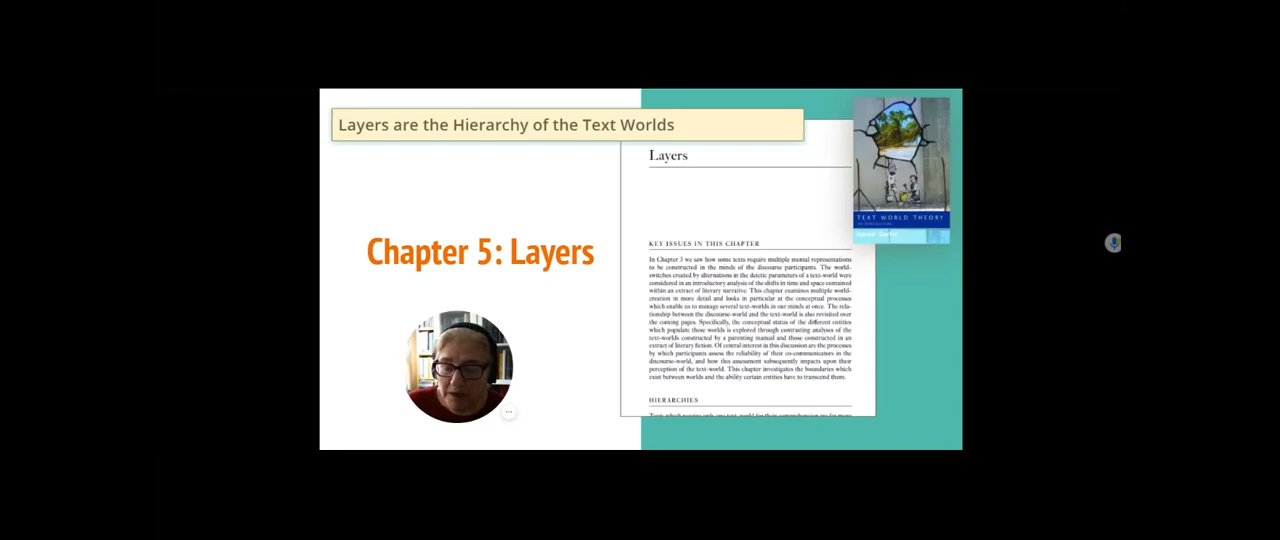 Layers are the Hierarchy of the Text Worlds
Layers
TEXT WORLD THEORY
Chapter 5: Layers
KEY ISSUES IN THIS CHAPTER
In Chapter 3 we saw how some texts require multiple mental representations
to be constructed in the minds of the discourse participants. The world-
switches created by alternations in the deictic parameters of a text-world were
considered in an introductory analysis of the shifts in time and space contained
within an extract of literary narrative. This chapter examines multiple world-
creation in more detail and looks in particular at the conceptual processes
which enable us to manage several text-worlds in our minds at once. The rela-
tionship between the discourse-world and the text-world is also revisited over
the coming pages. Specifically, the conceptual status of the different entities
which populate those worlds is explored through contrasting analyses of the
text-worlds constructed by a parenting manual and those constructed in an
extract of literary fiction. Of central interest in this discussion are the processes
by which participants assess the reliability of their co-communicators in the
discourse-world, and how this assessment subsequently impacts upon their
perception of the text-world. This chapter investigates the boundaries which
exist between worlds and the ability certain entities have to transcend them.
HIERARCHIES